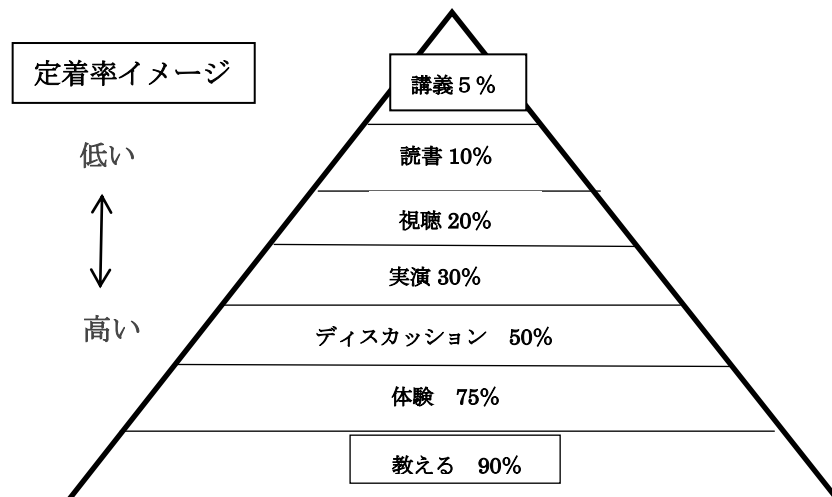 定着率イメージ
低い
高い
講義５%
読書 10%
視聴 20%
実演 30%
ディスカッション　50%
体験　75%
教える　90%